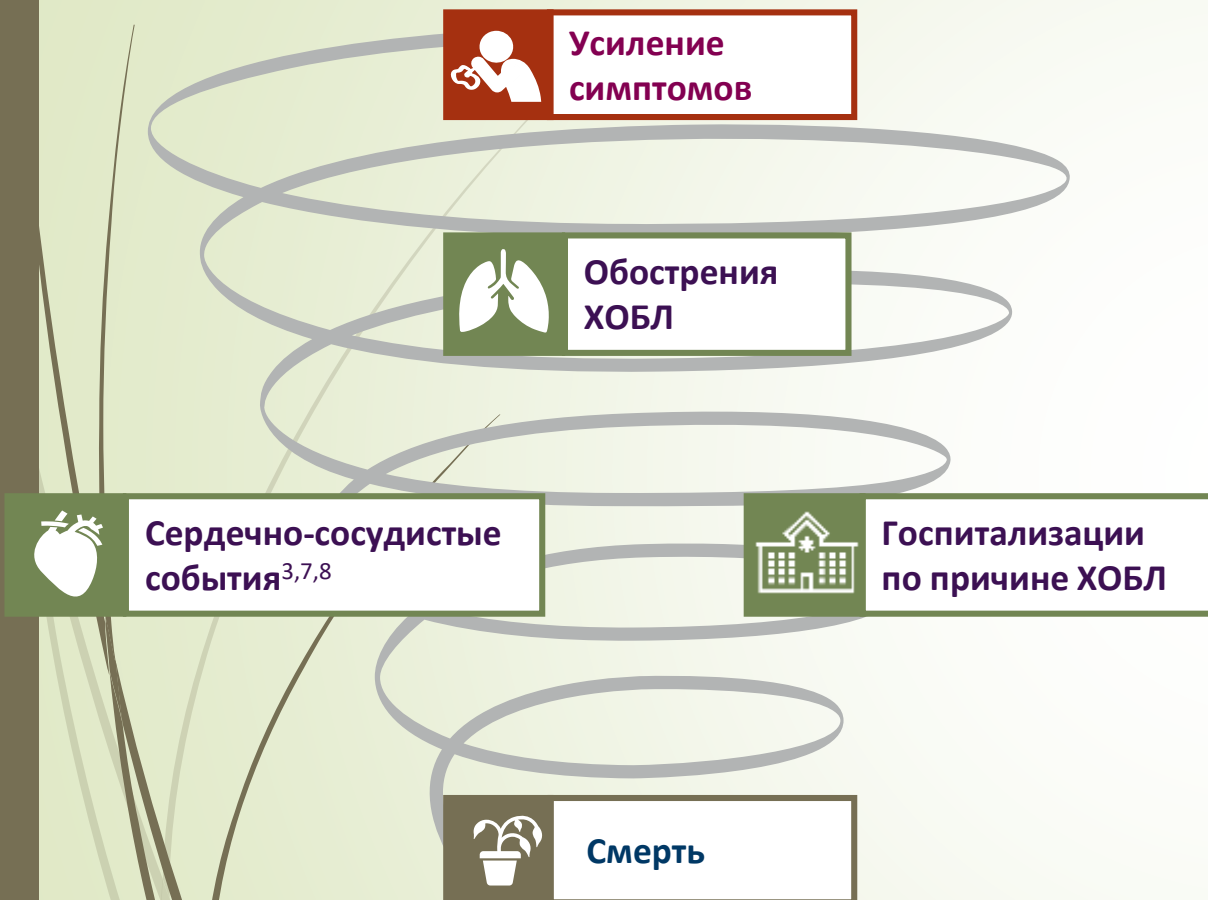 Усиление
симптомов
Обострения
ХОБЛ
Сердечно-сосудистые
события3,7,8
Госпитализации
по причине ХОБЛ
Смерть